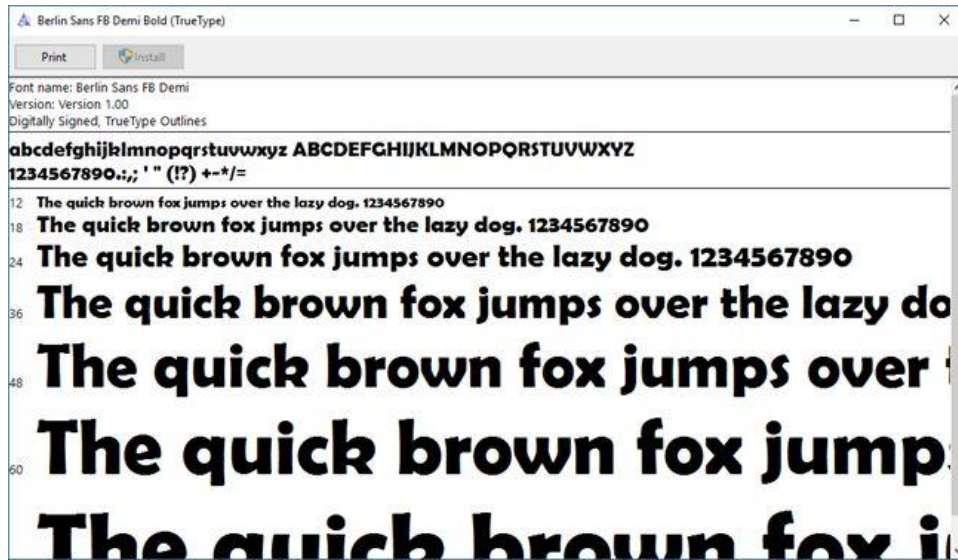 Berlin Sans FB Demi Bold (TrueType)
Print Install
Font name: Berlin Sans FB Demi
Version: Version 1.00
Digitally Signed, TrueType Outlines
abcdefghijklmnopqrstuvwxyz ABCDEFGHIJKLMNOPQRSTUVWXYZ
1234567890.:,; ' " (!?) +-*/=
12 The quick brown fox jumps over the lazy dog. 1234567890
18 The quick brown fox jumps over the lazy dog. 1234567890
24 The quick brown fox jumps over the lazy dog. 1234567890
36 The quick brown fox jumps over the lazy do
48 The quick brown fox jumps over
60 The quick brown fox jump
The quick brown fox